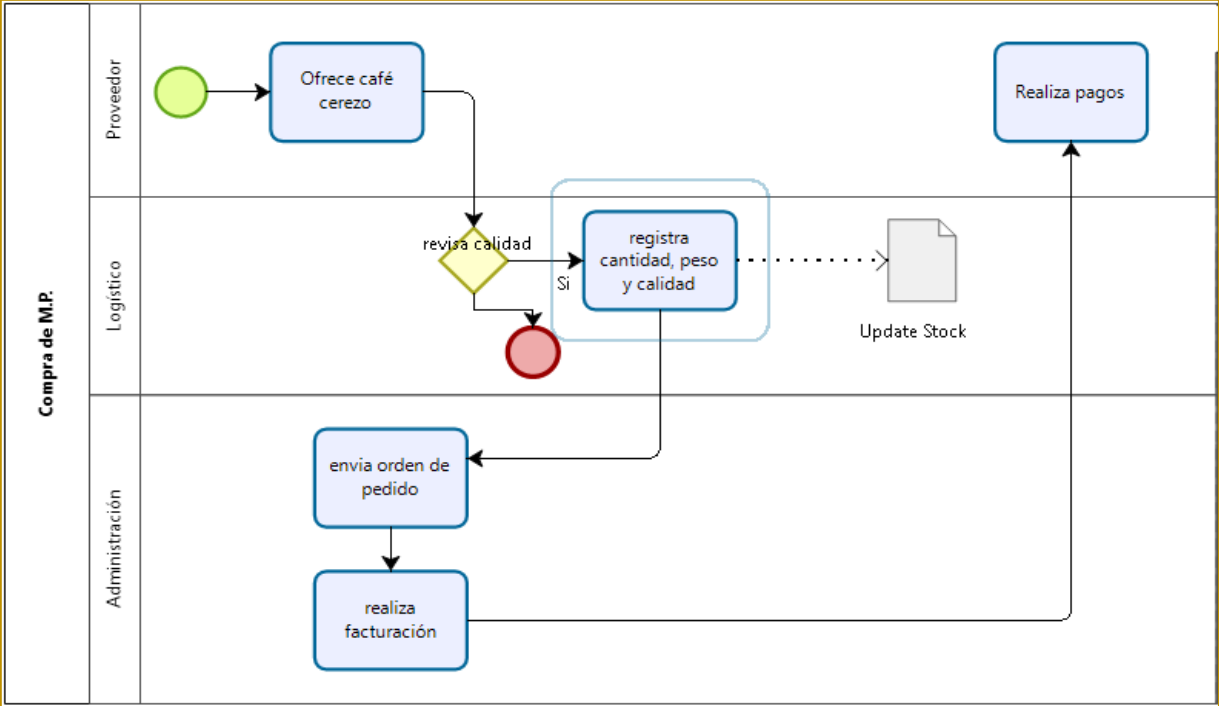 Compra de M.P.
Proveedor
Ofrece café
cerezo
Realiza pagos
Logístico
revisa calidad
Si
registra
cantidad, peso
y calidad
Update Stock
Administración
envia orden de
pedido
realiza
facturación